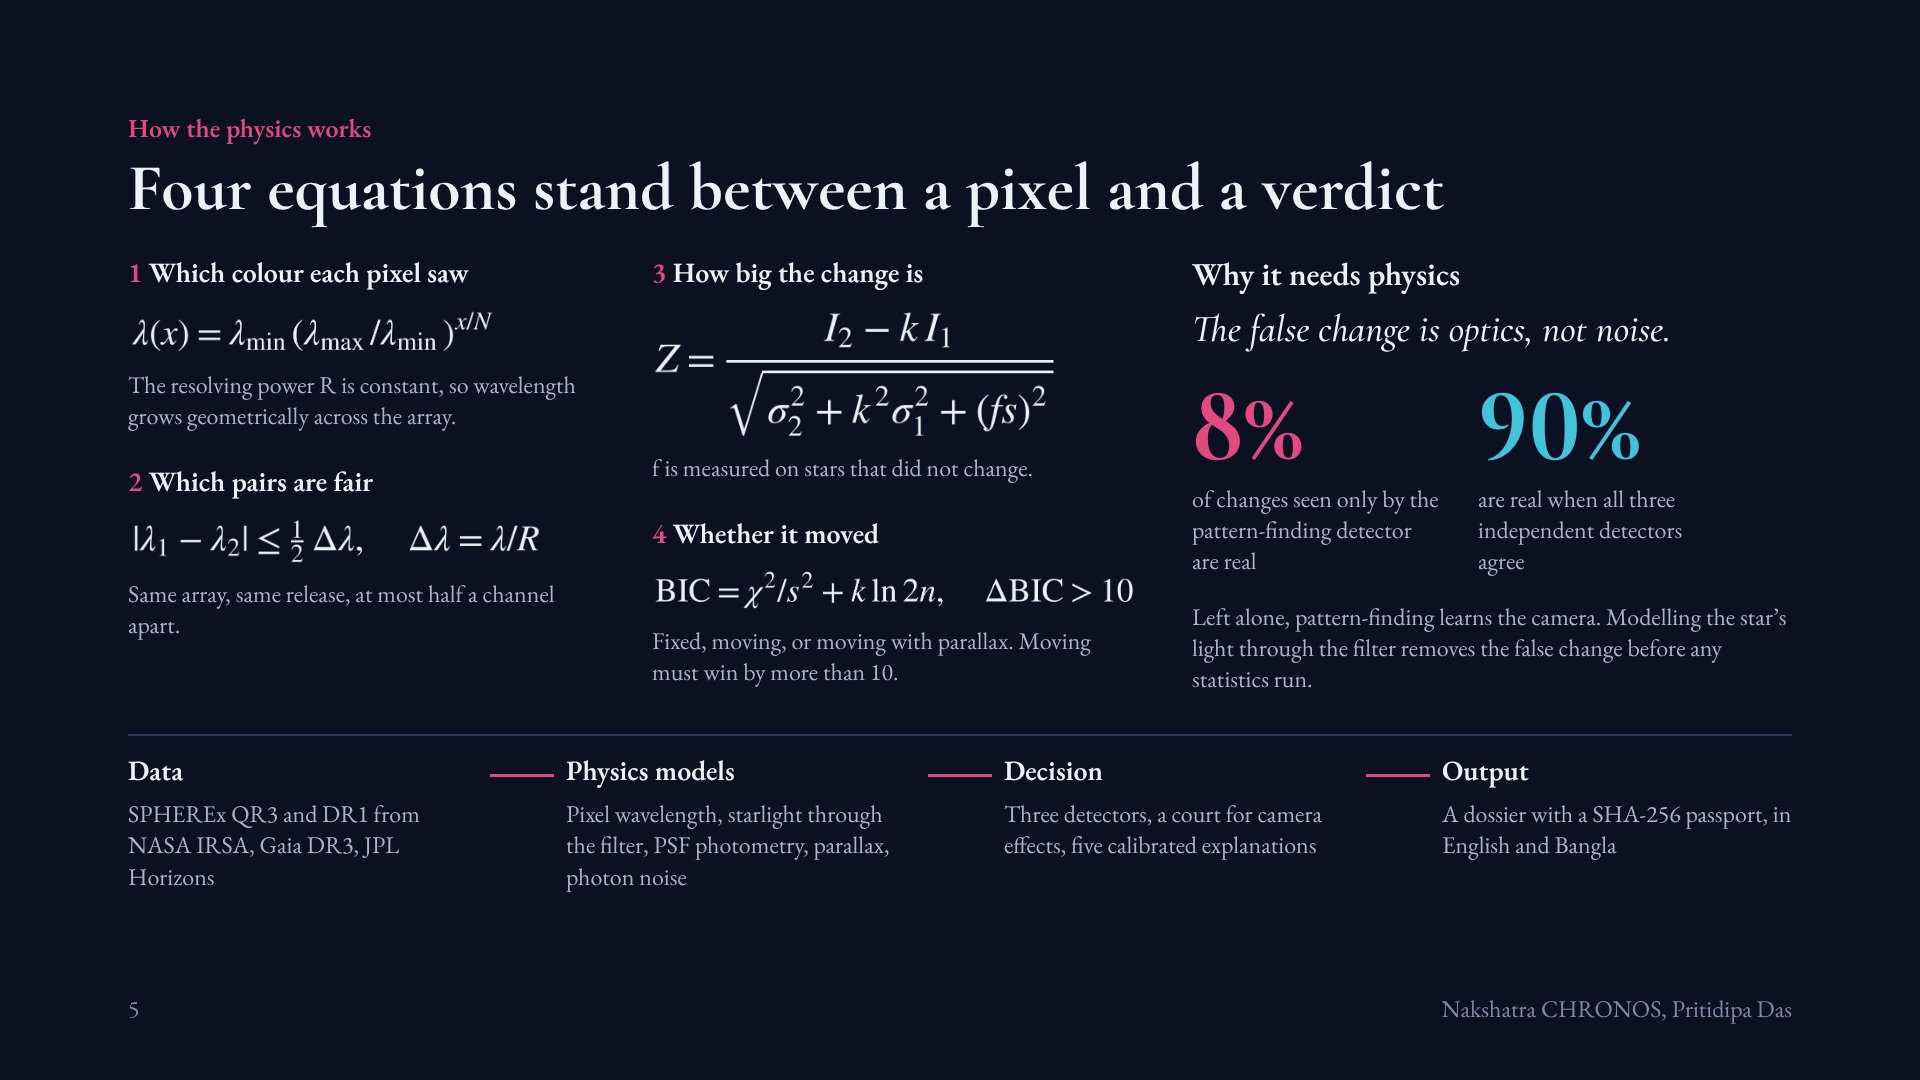 How the physics works
Four equations stand between a pixel and a verdict
1 Which colour each pixel saw
λ(x) = λ_min (λ_max /λ_min )^{x/N}
The resolving power R is constant, so wavelength
grows geometrically across the array.
2 Which pairs are fair
|λ₁ − λ₂| ≤ ½ Δλ,  Δλ = λ/R
Same array, same release, at most half a channel
apart.
3 How big the change is
Z = (I₂ − k I₁) / √(σ₂² + k²σ₁² + (fs)²)
f is measured on stars that did not change.
4 Whether it moved
BIC = χ²/s² + k ln 2n,  ΔBIC > 10
Fixed, moving, or moving with parallax. Moving
must win by more than 10.
Why it needs physics
The false change is optics, not noise.
8%
of changes seen only by the
pattern-finding detector
are real
90%
are real when all three
independent detectors
agree
Left alone, pattern-finding learns the camera. Modelling the star’s
light through the filter removes the false change before any
statistics run.
Data
SPHEREx QR3 and DR1 from
NASA IRSA, Gaia DR3, JPL
Horizons
Physics models
Pixel wavelength, starlight through
the filter, PSF photometry, parallax,
photon noise
Decision
Three detectors, a court for camera
effects, five calibrated explanations
Output
A dossier with a SHA-256 passport, in
English and Bangla
5
Nakshatra CHRONOS, Pritidipa Das